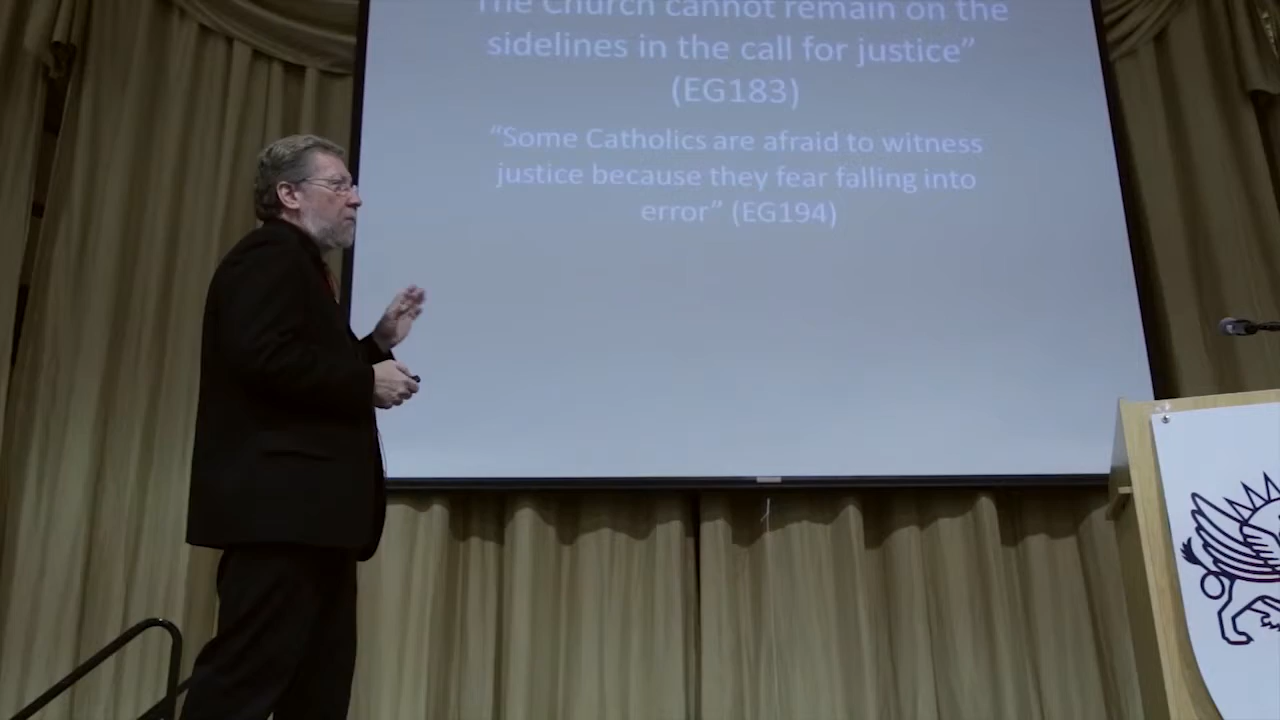 The Church cannot remain on the
sidelines in the call for justice”
(EG183)
“Some Catholics are afraid to witness
justice because they fear falling into
error” (EG194)